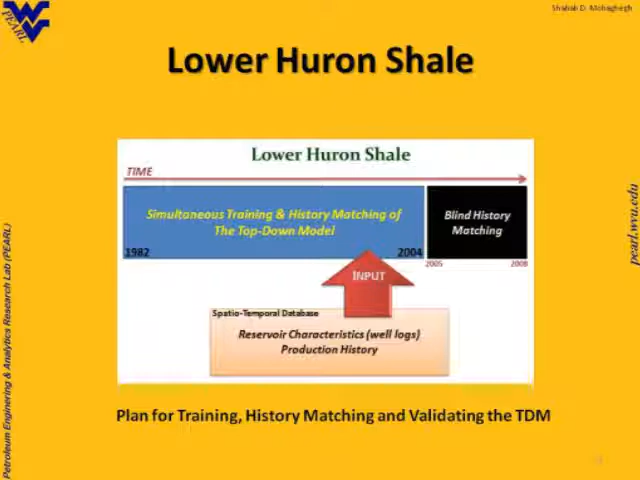 Shahab D. Mohaghegh
PEARL
Lower Huron Shale
Lower Huron Shale
TIME
Simultaneous Training & History Matching of
The Top-Down Model
Blind History
Matching
1982
2004
2005
2008
INPUT
Spatio-Temporal Database
Reservoir Characteristics (well logs)
Production History
Plan for Training, History Matching and Validating the TDM
Petroleum Engineering & Analytics Research Lab (PEARL)
pearl.wvu.edu